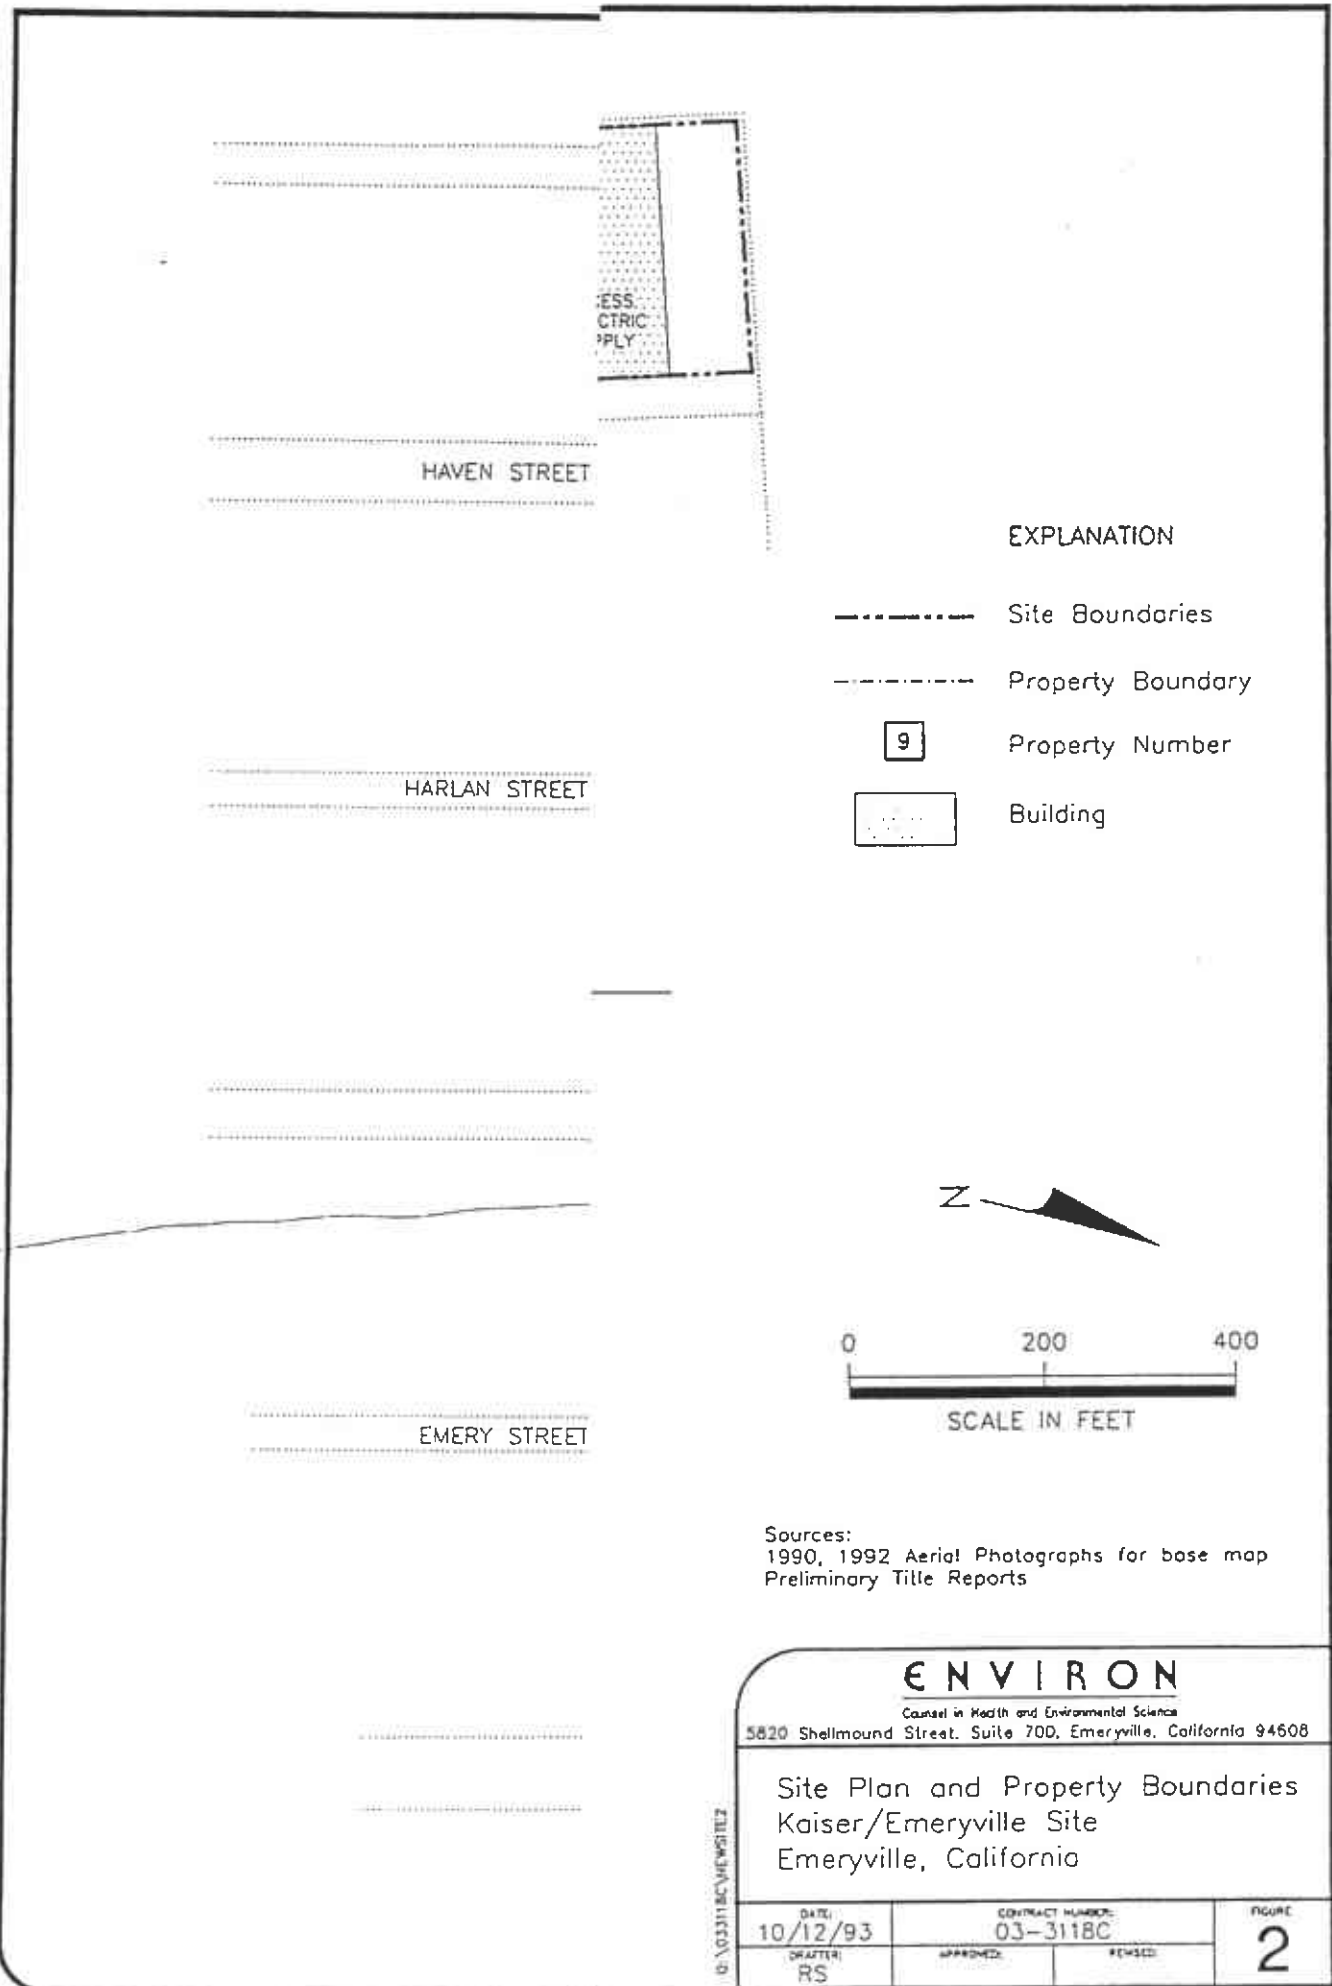 ESS
CTRIC
PPLY
HAVEN STREET
EXPLANATION
Site Boundaries
Property Boundary
9
Property Number
Building
HARLAN STREET
N
0 200 400
SCALE IN FEET
EMERY STREET
Sources:
1990, 1992 Aerial Photographs for base map
Preliminary Title Reports
ENVIRON
Counsel in Health and Environmental Science
5820 Shellmound Street. Suite 700, Emeryville, California 94608
Site Plan and Property Boundaries
Kaiser/Emeryville Site
Emeryville, California
DATE:
10/12/93
CONTRACT NUMBER:
03-3118C
FIGURE
2
DRAFTER:
RS
APPROVED:
REVISED: